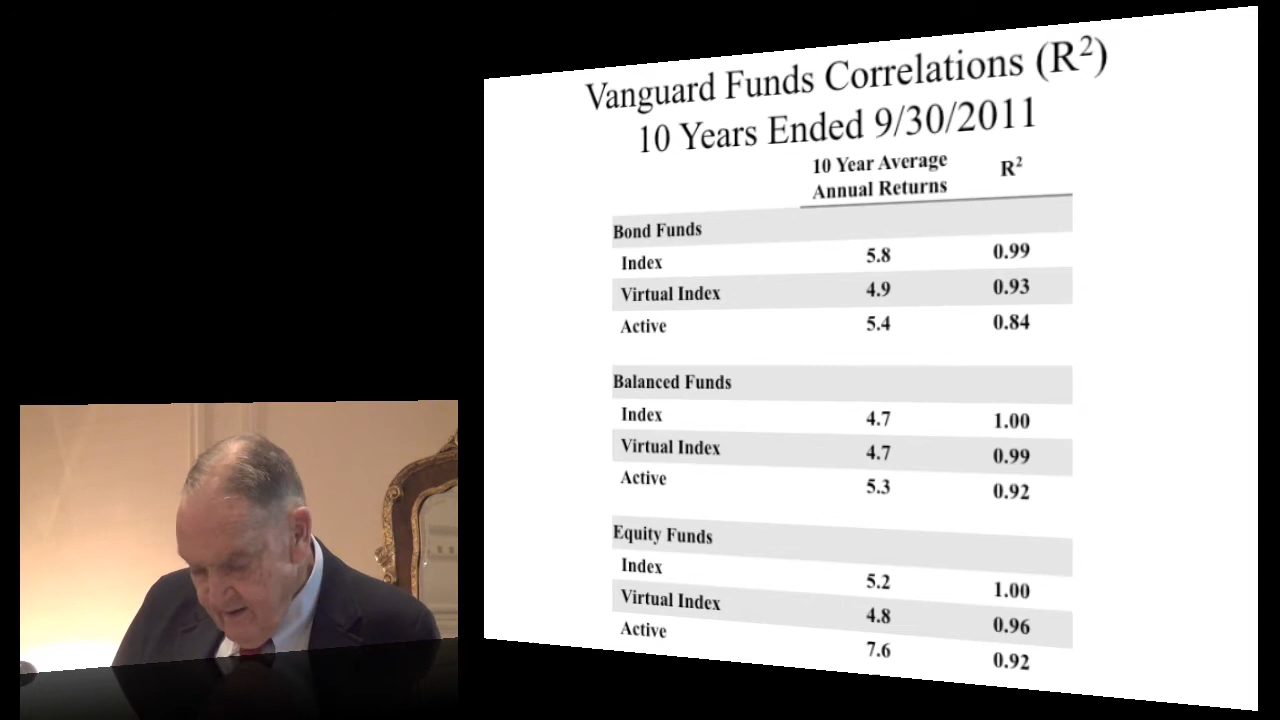 Vanguard Funds Correlations (R²)
10 Years Ended 9/30/2011
10 Year Average R²
Annual Returns
Bond Funds
Index 5.8 0.99
Virtual Index 4.9 0.93
Active 5.4 0.84
Balanced Funds
Index 4.7 1.00
Virtual Index 4.7 0.99
Active 5.3 0.92
Equity Funds
Index 5.2 1.00
Virtual Index 4.8 0.96
Active 7.6 0.92